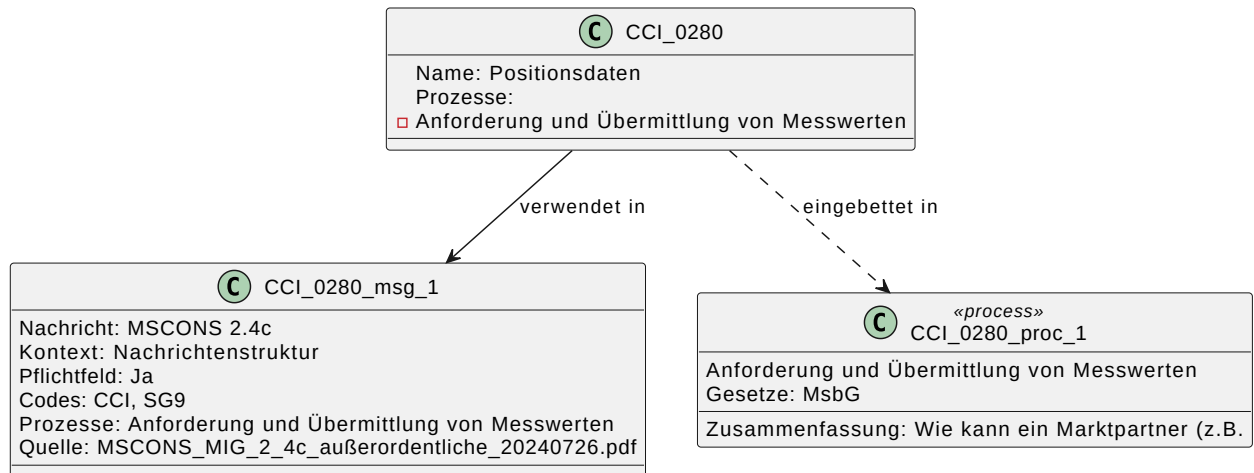 C CCI_0280
Name: Positionsdaten
Prozesse:
Anforderung und Übermittlung von Messwerten
verwendet in
eingebettet in
C CCI_0280_msg_1
Nachricht: MSCONS 2.4c
Kontext: Nachrichtenstruktur
Pflichtfeld: Ja
Codes: CCI, SG9
Prozesse: Anforderung und Übermittlung von Messwerten
Quelle: MSCONS_MIG_2_4c_außerordentliche_20240726.pdf
C «process»
CCI_0280_proc_1
Anforderung und Übermittlung von Messwerten
Gesetze: MsbG
Zusammenfassung: Wie kann ein Marktpartner (z.B.